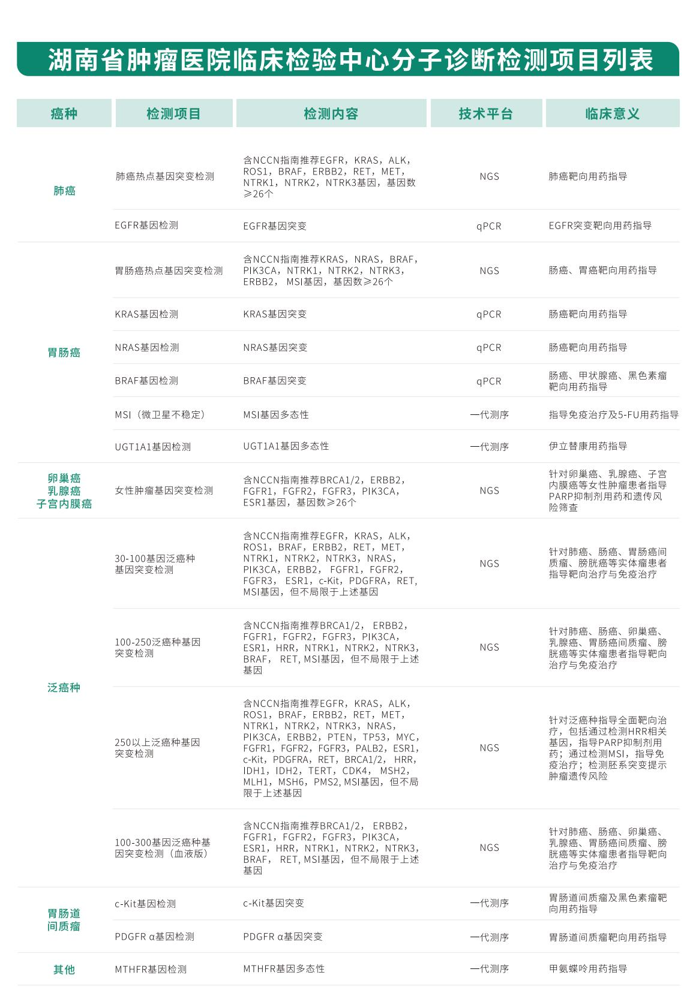 湖南省肿瘤医院临床检验中心分子诊断检测项目列表
癌种
检测项目
检测内容
技术平台
临床意义
肺癌
肺癌热点基因突变检测
含NCCN指南推荐EGFR，KRAS，ALK，
ROS1，BRAF，ERBB2，RET，MET，
NTRK1，NTRK2，NTRK3基因，基因数
≥26个
NGS
肺癌靶向用药指导
EGFR基因检测
EGFR基因突变
qPCR
EGFR突变靶向用药指导
胃肠癌
胃肠癌热点基因突变检测
含NCCN指南推荐KRAS，NRAS，BRAF，
PIK3CA，NTRK1，NTRK2，NTRK3，
ERBB2， MSI基因，基因数≥26个
NGS
肠癌、胃癌靶向用药指导
KRAS基因检测
KRAS基因突变
qPCR
肠癌靶向用药指导
NRAS基因检测
NRAS基因突变
qPCR
肠癌靶向用药指导
BRAF基因检测
BRAF基因突变
qPCR
肠癌、甲状腺癌、黑色素瘤
靶向用药指导
MSI（微卫星不稳定）
MSI基因多态性
一代测序
指导免疫治疗及5-FU用药指导
UGT1A1基因检测
UGT1A1基因多态性
一代测序
伊立替康用药指导
卵巢癌
乳腺癌
子宫内膜癌
女性肿瘤基因突变检测
含NCCN指南推荐BRCA1/2，ERBB2，
FGFR1，FGFR2，FGFR3，PIK3CA，
ESR1基因，基因数≥26个
NGS
针对卵巢癌、乳腺癌、子宫
内膜癌等女性肿瘤患者指导
PARP抑制剂用药和遗传风
险筛查
泛癌种
30-100基因泛癌种
基因突变检测
含NCCN指南推荐EGFR，KRAS，ALK，
ROS1，BRAF，ERBB2，RET，MET，
NTRK1，NTRK2，NTRK3，NRAS，
PIK3CA，ERBB2， FGFR1，FGFR2，
FGFR3， ESR1，c-Kit，PDGFRA，RET，
MSI基因，但不局限于上述基因
NGS
针对肺癌、肠癌、胃肠癌间
质瘤、膀胱癌等实体瘤患者
指导靶向治疗与免疫治疗
100-250泛癌种基因
突变检测
含NCCN指南推荐BRCA1/2， ERBB2，
FGFR1，FGFR2，FGFR3，PIK3CA，
ESR1，HRR，NTRK1，NTRK2，NTRK3，
BRAF， RET, MSI基因，但不局限于上述
基因
NGS
针对肺癌、肠癌、卵巢癌、
乳腺癌、胃肠癌间质瘤、膀
胱癌等实体瘤患者指导靶向
治疗与免疫治疗
250以上泛癌种基因
突变检测
含NCCN指南推荐EGFR，KRAS，ALK，
ROS1，BRAF，ERBB2，RET，MET，
NTRK1，NTRK2，NTRK3，NRAS，
PIK3CA，ERBB2，PTEN，TP53，MYC，
FGFR1，FGFR2，FGFR3，PALB2，ESR1，
c-Kit，PDGFRA，RET，BRCA1/2， HRR，
IDH1，IDH2，TERT，CDK4， MSH2，
MLH1，MSH6，PMS2, MSI基因，但不局
限于上述基因
NGS
针对泛癌种指导全面靶向治
疗，包括通过检测HRR相关
基因，指导PARP抑制剂用
药；通过检测MSI，指导免
疫治疗；检测胚系突变提示
肿瘤遗传风险
100-300基因泛癌种基
因突变检测（血液版）
含NCCN指南推荐BRCA1/2， ERBB2，
FGFR1，FGFR2，FGFR3，PIK3CA，
ESR1，HRR，NTRK1，NTRK2，NTRK3，
BRAF， RET, MSI基因，但不局限于上述
基因
NGS
针对肺癌、肠癌、卵巢癌、
乳腺癌、胃肠癌间质瘤、膀
胱癌等实体瘤患者指导靶向
治疗与免疫治疗
胃肠道
间质瘤
c-Kit基因检测
c-Kit基因突变
一代测序
胃肠道间质瘤及黑色素瘤靶
向用药指导
PDGFR α基因检测
PDGFR α基因突变
一代测序
胃肠道间质瘤靶向用药指导
其他
MTHFR基因检测
MTHFR基因多态性
一代测序
甲氨蝶呤用药指导